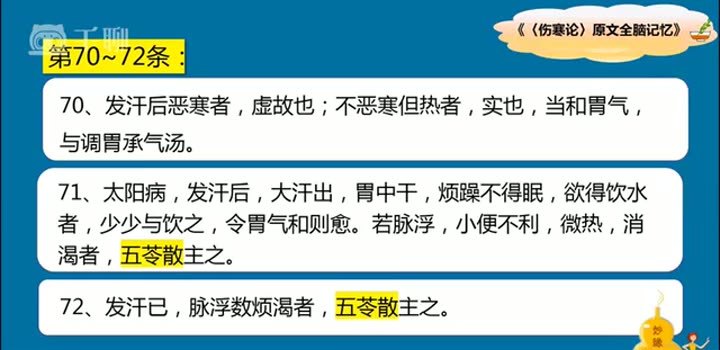 千聊
《〈伤寒论〉原文全脑记忆》
第70~72条：
70、发汗后恶寒者，虚故也；不恶寒但热者，实也，当和胃气，
与调胃承气汤。
71、太阳病，发汗后，大汗出，胃中干，烦躁不得眠，欲得饮水
者，少少与饮之，令胃气和则愈。若脉浮，小便不利，微热，消
渴者，五苓散主之。
72、发汗已，脉浮数烦渴者，五苓散主之。